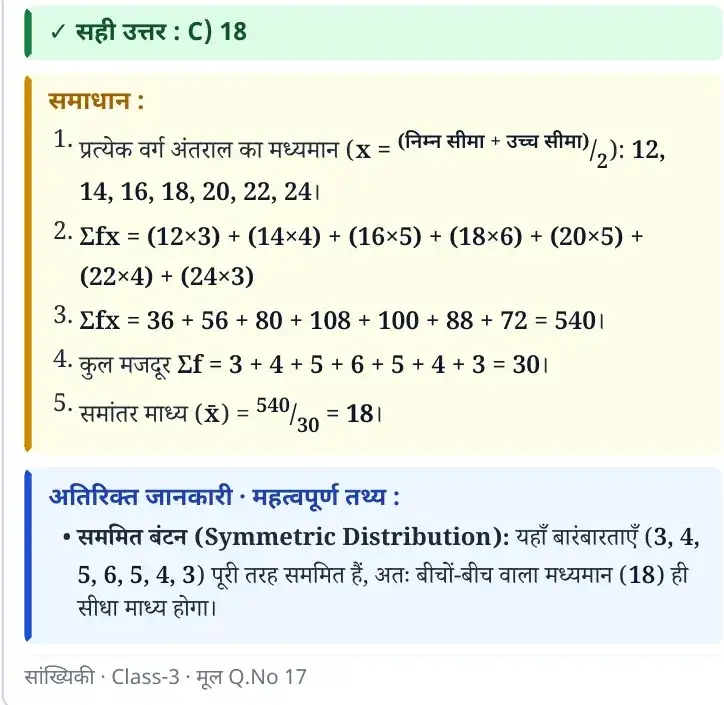 ✓ सही उत्तर : C) 18
समाधान :
1. प्रत्येक वर्ग अंतराल का मध्यमान (x = (निम्न सीमा + उच्च सीमा)/2): 12,
14, 16, 18, 20, 22, 24।
2. Σfx = (12×3) + (14×4) + (16×5) + (18×6) + (20×5) +
(22×4) + (24×3)
3. Σfx = 36 + 56 + 80 + 108 + 100 + 88 + 72 = 540।
4. कुल मजदूर Σf = 3 + 4 + 5 + 6 + 5 + 4 + 3 = 30।
5. समांतर माध्य (x̄) = 540/30 = 18।
अतिरिक्त जानकारी · महत्वपूर्ण तथ्य :
• सममित बंटन (Symmetric Distribution): यहाँ बारंबारताएँ (3, 4,
5, 6, 5, 4, 3) पूरी तरह सममित हैं, अतः बीचों-बीच वाला मध्यमान (18) ही
सीधा माध्य होगा।
सांख्यिकी · Class-3 · मूल Q.No 17